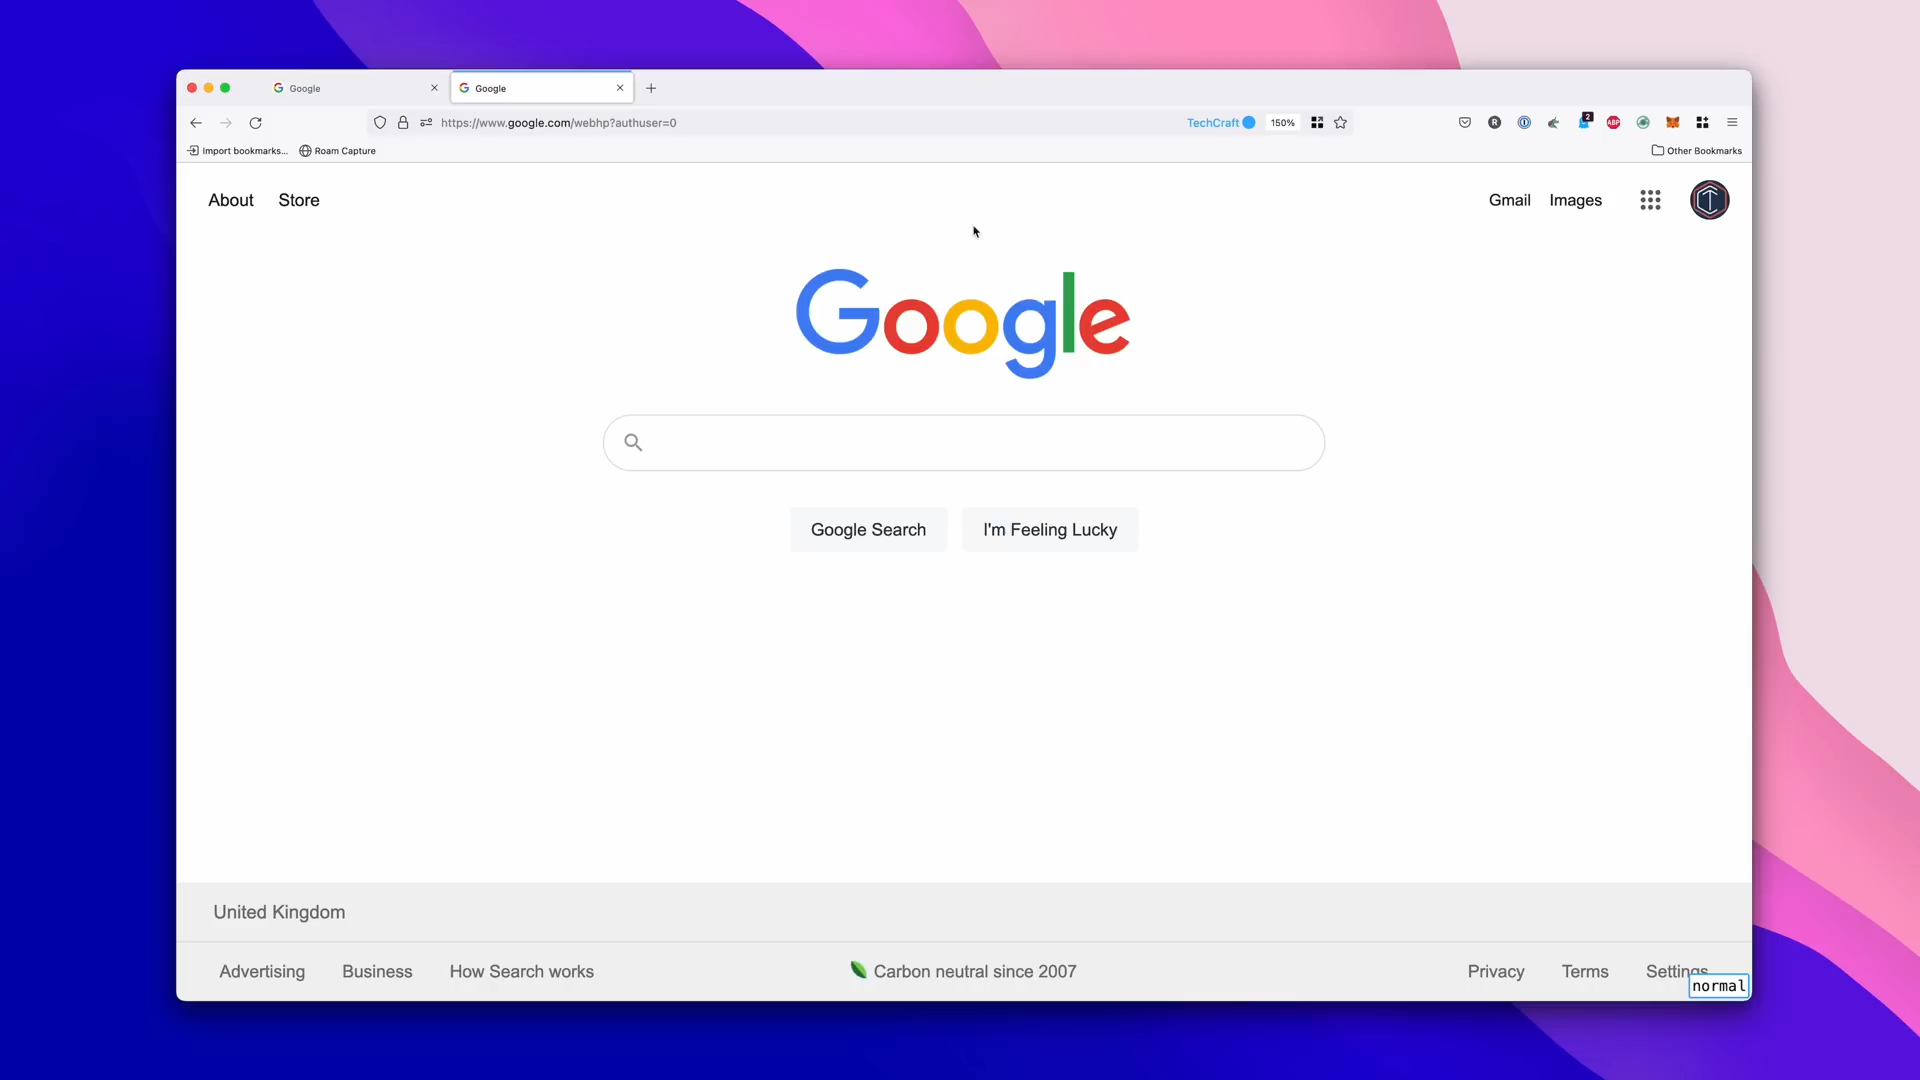 Google
Google
https://www.google.com/webhp?authuser=0
TechCraft
150%
R
2
ABP
Import bookmarks...
Roam Capture
Other Bookmarks
About
Store
Gmail
Images
Google
Google Search
I'm Feeling Lucky
United Kingdom
Advertising
Business
How Search works
Carbon neutral since 2007
Privacy
Terms
Settings
normal